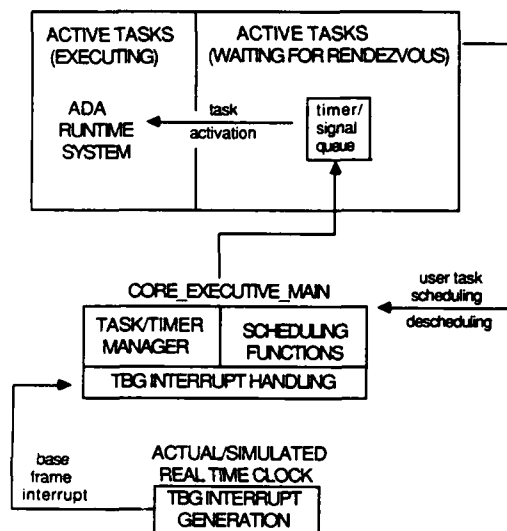 ACTIVE TASKS
(EXECUTING)
ACTIVE TASKS
(WAITING FOR RENDEZVOUS)
ADA
RUNTIME
SYSTEM
task
activation
timer/
signal
queue
CORE_EXECUTIVE_MAIN
user task
scheduling
descheduling
TASK/TIMER
MANAGER
SCHEDULING
FUNCTIONS
TBG INTERRUPT HANDLING
base
frame
interrupt
ACTUAL/SIMULATED
REAL TIME CLOCK
TBG INTERRUPT
GENERATION